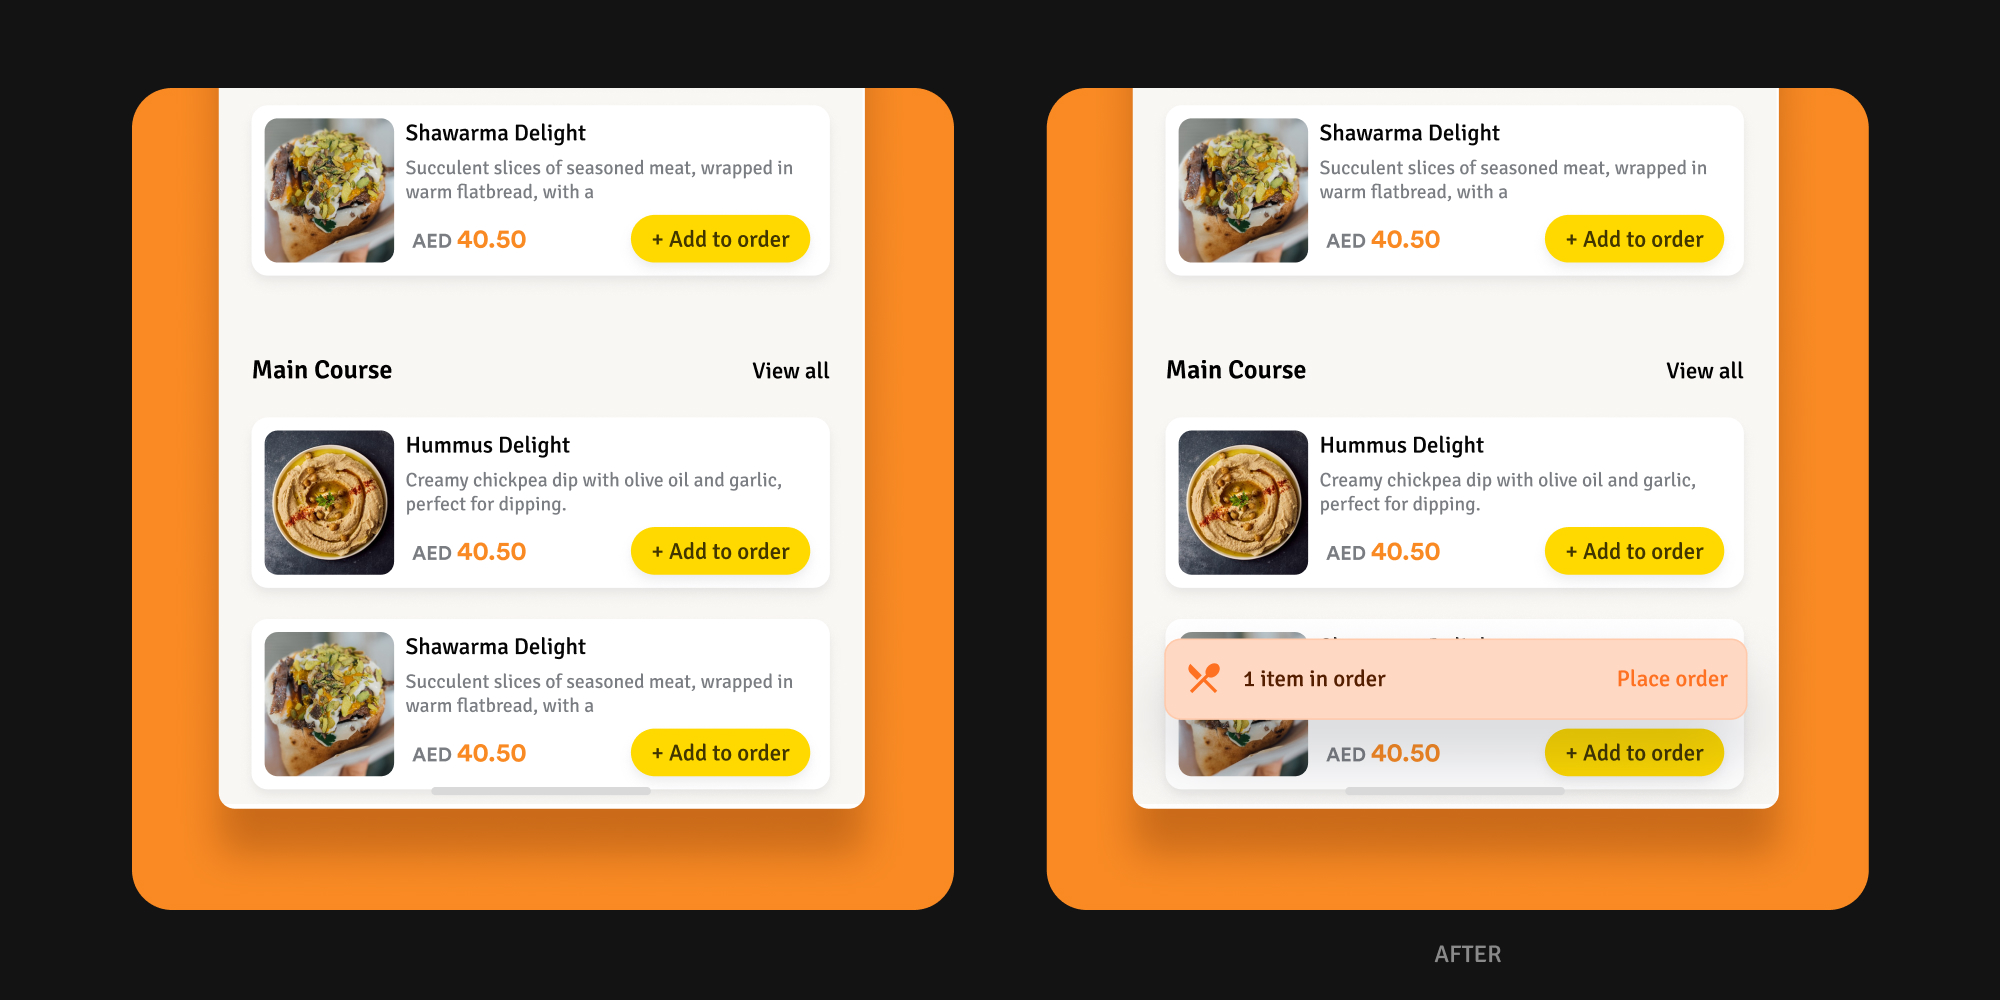 Shawarma Delight
Succulent slices of seasoned meat, wrapped in
warm flatbread, with a
AED 40.50
+ Add to order
Main Course
View all
Hummus Delight
Creamy chickpea dip with olive oil and garlic,
perfect for dipping.
AED 40.50
+ Add to order
Shawarma Delight
Succulent slices of seasoned meat, wrapped in
warm flatbread, with a
AED 40.50
+ Add to order
Shawarma Delight
Succulent slices of seasoned meat, wrapped in
warm flatbread, with a
AED 40.50
+ Add to order
Main Course
View all
Hummus Delight
Creamy chickpea dip with olive oil and garlic,
perfect for dipping.
AED 40.50
+ Add to order
1 item in order
Place order
AED 40.50
+ Add to order
AFTER